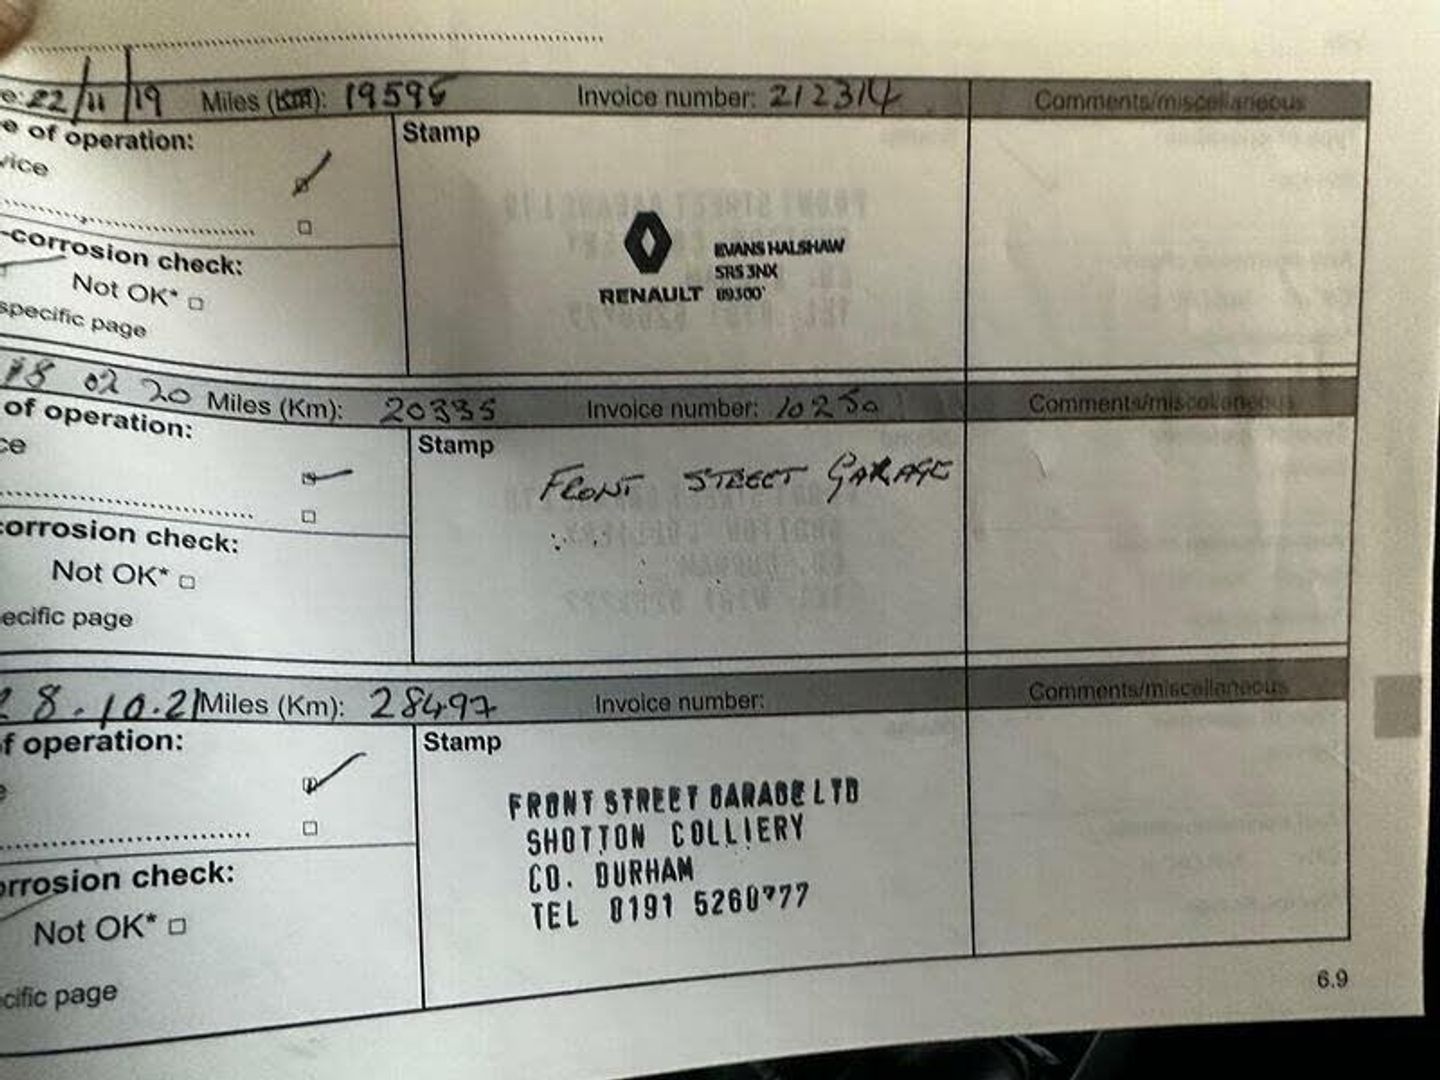 e: 22/11/19 Miles (Km): 19595 Invoice number: 212314 Comments/miscellaneous
e of operation:
Stamp
vice
EVANS HALSHAW
SR5 3NX
RENAULT 89300
-corrosion check:
Not OK* □
specific page
18 02 20 Miles (Km): 20335 Invoice number: 10250 Comments/miscellaneous
of operation:
Stamp
ce
FRONT STREET GARAGE
corrosion check:
Not OK* □
ecific page
28.10.21 Miles (Km): 28497 Invoice number: Comments/miscellaneous
f operation:
Stamp
e
FRONT STREET GARAGE LTD
SHOTTON COLLIERY
CO. DURHAM
TEL 0191 5260777
orrosion check:
Not OK* □
cific page
6.9